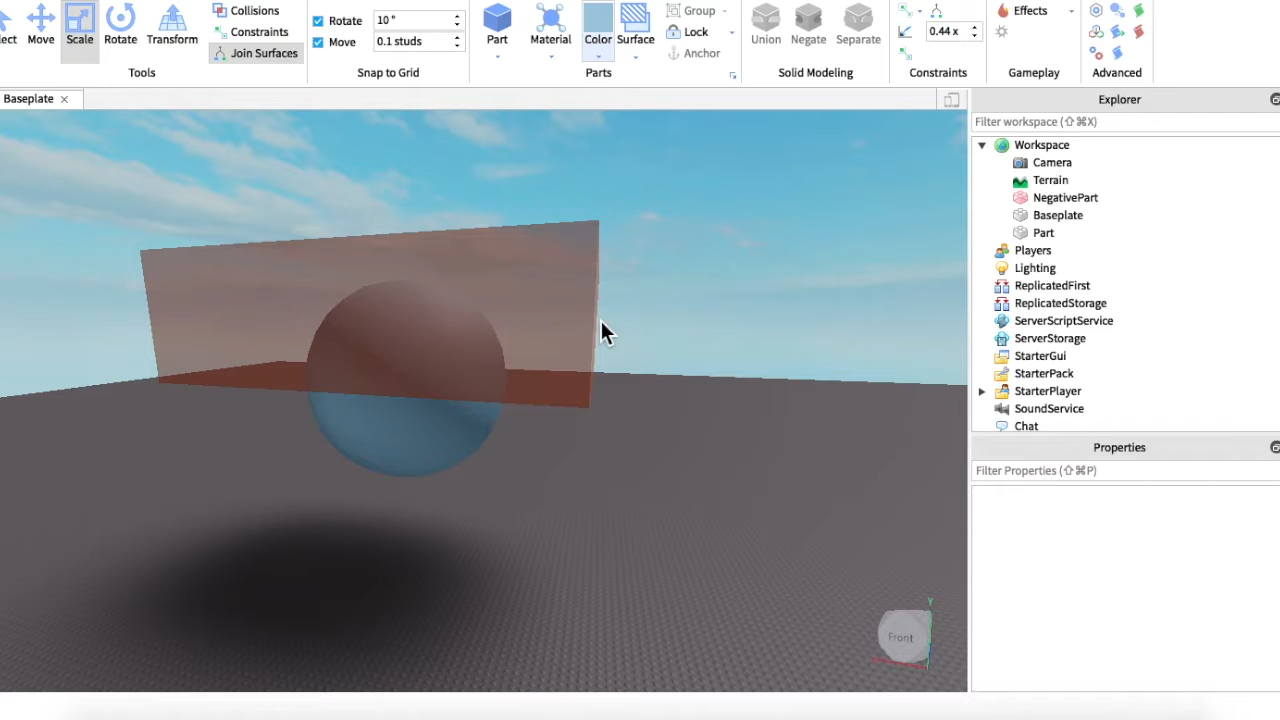 ect Move Scale Rotate Transform
Collisions
Constraints
Join Surfaces
Tools
Rotate 10 °
Move 0.1 studs
Snap to Grid
Part Material Color Surface
Group
Lock
Anchor
Parts
Union Negate Separate
Solid Modeling
0.44 x
Constraints
Effects
Gameplay
Advanced
Baseplate
Explorer
Filter workspace (⇧⌘X)
Workspace
Camera
Terrain
NegativePart
Baseplate
Part
Players
Lighting
ReplicatedFirst
ReplicatedStorage
ServerScriptService
ServerStorage
StarterGui
StarterPack
StarterPlayer
SoundService
Chat
Properties
Filter Properties (⇧⌘P)
Y
Front